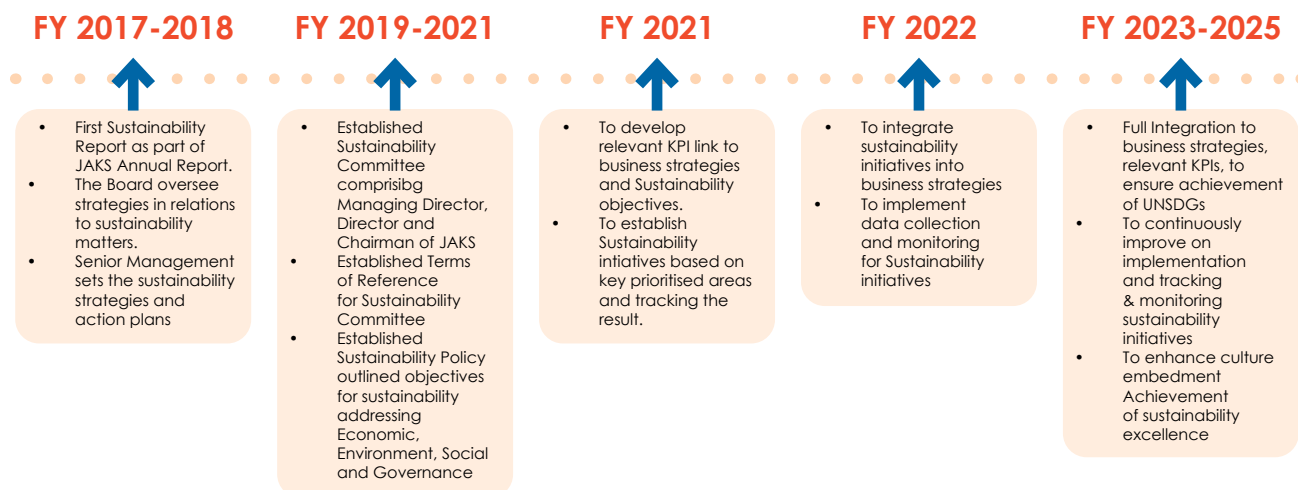 FY 2017-2018
• First Sustainability
Report as part of
JAKS Annual Report.
• The Board oversee
strategies in relations
to sustainability
matters.
• Senior Management
sets the sustainability
strategies and
action plans
FY 2019-2021
• Established
Sustainability
Committee
comprisibg
Managing Director,
Director and
Chairman of JAKS
• Established Terms
of Reference
for Sustainability
Committee
• Established
Sustainability Policy
outlined objectives
for sustainability
addressing
Economic,
Environment, Social
and Governance
FY 2021
• To develop
relevant KPI link to
business strategies
and Sustainability
objectives.
• To establish
Sustainability
intiatives based on
key prioritised areas
and tracking the
result.
FY 2022
• To integrate
sustainability
initiatives into
business strategies
• To implement
data collection
and monitoring
for Sustainability
initiatives
FY 2023-2025
• Full Integration to
business strategies,
relevant KPIs, to
ensure achievement
of UNSDGs
• To continuously
improve on
implementation
and tracking
& monitoring
sustainability
initiatives
• To enhance culture
embedment
Achievement
of sustainability
excellence